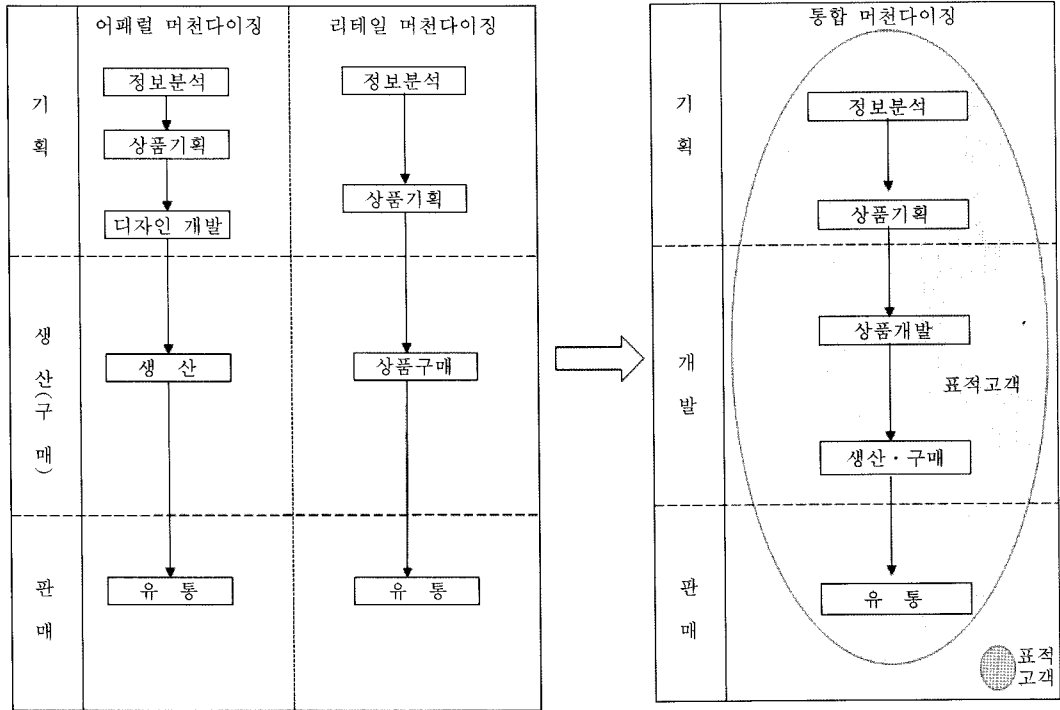 어패럴 머천다이징
리테일 머천다이징
기
획
정보분석
정보분석
상품기획
상품기획
디자인 개발
생
산
(구
매)
생 산
상품구매
판
매
유 통
유 통
통합 머천다이징
기
획
정보분석
상품기획
개
발
상품개발
표적고객
생산·구매
판
매
유 통
표적
고객